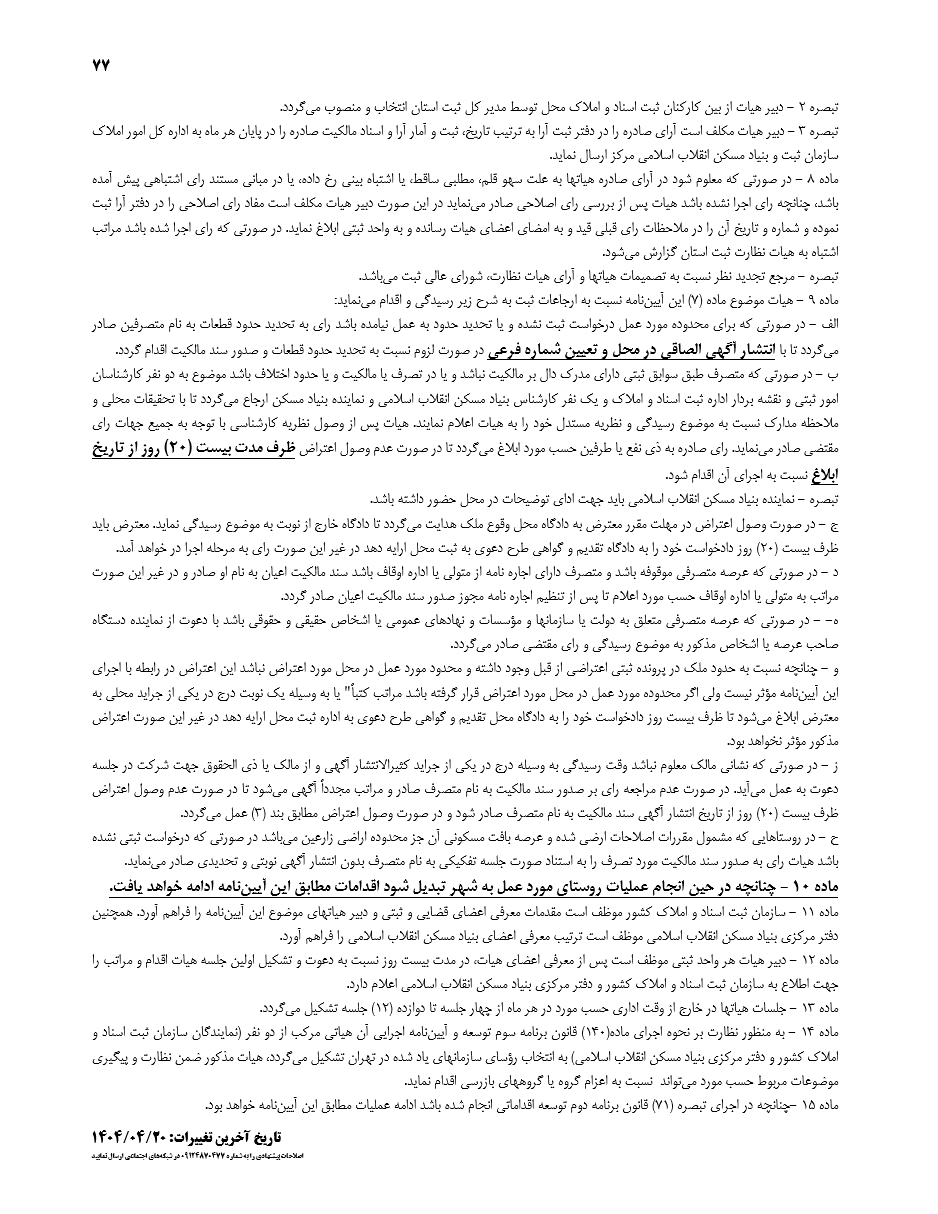 ۷۷
تبصره ۲ – دبیر هیات از بین کارکنان ثبت اسناد و املاک محل توسط مدیر کل ثبت استان انتخاب و منصوب می‌گردد.
تبصره ۳ – دبیر هیات مکلف است آرای صادره را در دفتر ثبت آرا به ترتیب تاریخ، ثبت و آمار آرا و اسناد مالکیت صادره را در پایان هر ماه به اداره کل امور املاک
سازمان ثبت و بنیاد مسکن انقلاب اسلامی مرکز ارسال نماید.
ماده ۸ – در صورتی که معلوم شود در آرای صادره هیاتها به علت سهو قلم، مطلبی ساقط، یا اشتباه بینی رخ داده، یا در مبانی مستند رای اشتباهی پیش آمده
باشد، چنانچه رای اجرا نشده باشد هیات پس از بررسی رای اصلاحی صادر می‌نماید در این صورت دبیر هیات مکلف است مفاد رای اصلاحی را در دفتر آرا ثبت
نموده و شماره و تاریخ آن را در ملاحظات رای قبلی قید و به امضای اعضای هیات رسانده و به واحد ثبتی ابلاغ نماید. در صورتی که رای اجرا شده باشد مراتب
اشتباه به هیات نظارت ثبت استان گزارش می‌شود.
تبصره – مرجع تجدید نظر نسبت به تصمیمات هیاتها و آرای هیات نظارت، شورای عالی ثبت می‌باشد.
ماده ۹ – هیات موضوع ماده (۷) این آیین‌نامه نسبت به ارجاعات ثبت به شرح زیر رسیدگی و اقدام می‌نماید:
الف – در صورتی که برای محدوده مورد عمل درخواست ثبت نشده و یا تحدید حدود به عمل نیامده باشد رای به تحدید حدود قطعات به نام متصرفین صادر
می‌گردد تا با انتشار آگهی الصاقی در محل و تعیین شماره فرعی در صورت لزوم نسبت به تحدید حدود قطعات و صدور سند مالکیت اقدام گردد.
ب – در صورتی که متصرف طبق سوابق ثبتی دارای مدرک دال بر مالکیت نباشد و یا در تصرف یا مالکیت و یا حدود اختلاف باشد موضوع به دو نفر کارشناسان
امور ثبتی و نقشه بردار اداره ثبت اسناد و املاک و یک نفر کارشناس بنیاد مسکن انقلاب اسلامی و نماینده بنیاد مسکن ارجاع می‌گردد تا با تحقیقات محلی و
ملاحظه مدارک نسبت به موضوع رسیدگی و نظریه مستدل خود را به هیات اعلام نمایند. هیات پس از وصول نظریه کارشناسی با توجه به جمیع جهات رای
مقتضی صادر می‌نماید. رای صادره به ذی نفع یا طرفین حسب مورد ابلاغ می‌گردد تا در صورت عدم وصول اعتراض ظرف مدت بیست (۲۰) روز از تاریخ
ابلاغ نسبت به اجرای آن اقدام شود.
تبصره – نماینده بنیاد مسکن انقلاب اسلامی باید جهت ادای توضیحات در محل حضور داشته باشد.
ج – در صورت وصول اعتراض در مهلت مقرر معترض به دادگاه محل وقوع ملک هدایت می‌گردد تا دادگاه خارج از نوبت به موضوع رسیدگی نماید. معترض باید
ظرف بیست (۲۰) روز دادخواست خود را به دادگاه تقدیم و گواهی طرح دعوی به ثبت محل ارایه دهد در غیر این صورت رای به مرحله اجرا در خواهد آمد.
د – در صورتی که عرصه متصرفی موقوفه باشد و متصرف دارای اجاره نامه از متولی یا اداره اوقاف باشد سند مالکیت اعیان به نام او صادر و در غیر این صورت
مراتب به متولی یا اداره اوقاف حسب مورد اعلام تا پس از تنظیم اجاره نامه مجوز صدور سند مالکیت اعیان صادر گردد.
ه– – در صورتی که عرصه متصرفی متعلق به دولت یا سازمانها و مؤسسات و نهادهای عمومی یا اشخاص حقیقی و حقوقی باشد با دعوت از نماینده دستگاه
صاحب عرصه یا اشخاص مذکور به موضوع رسیدگی و رای مقتضی صادر می‌گردد.
و – چنانچه نسبت به حدود ملک در پرونده ثبتی اعتراضی از قبل وجود داشته و محدود مورد عمل در محل مورد اعتراض نباشد این اعتراض در رابطه با اجرای
این آیین‌نامه مؤثر نیست ولی اگر محدوده مورد عمل در محل مورد اعتراض قرار گرفته باشد مراتب کتباً" یا به وسیله یک نوبت درج در یکی از جراید محلی به
معترض ابلاغ می‌شود تا ظرف بیست روز دادخواست خود را به دادگاه محل تقدیم و گواهی طرح دعوی به اداره ثبت محل ارایه دهد در غیر این صورت اعتراض
مذکور مؤثر نخواهد بود.
ز – در صورتی که نشانی مالک معلوم نباشد وقت رسیدگی به وسیله درج در یکی از جراید کثیرالانتشار آگهی و از مالک یا ذی الحقوق جهت شرکت در جلسه
دعوت به عمل می‌آید. در صورت عدم مراجعه رای بر صدور سند مالکیت به نام متصرف صادر و مراتب مجدداً آگهی می‌شود تا در صورت عدم وصول اعتراض
ظرف بیست (۲۰) روز از تاریخ انتشار آگهی سند مالکیت به نام متصرف صادر شود و در صورت وصول اعتراض مطابق بند (۳) عمل می‌گردد.
ح – در روستاهایی که مشمول مقررات اصلاحات ارضی شده و عرصه بافت مسکونی آن جز محدوده اراضی زارعین می‌باشد در صورتی که درخواست ثبتی نشده
باشد هیات رای به صدور سند مالکیت مورد تصرف را به استناد صورت جلسه تفکیکی به نام متصرف بدون انتشار آگهی نوبتی و تحدیدی صادر می‌نماید.
ماده ۱۰ – چنانچه در حین انجام عملیات روستای مورد عمل به شهر تبدیل شود اقدامات مطابق این آیین‌نامه ادامه خواهد یافت.
ماده ۱۱ – سازمان ثبت اسناد و املاک کشور موظف است مقدمات معرفی اعضای قضایی و ثبتی و دبیر هیاتهای موضوع این آیین‌نامه را فراهم آورد. همچنین
دفتر مرکزی بنیاد مسکن انقلاب اسلامی موظف است ترتیب معرفی اعضای بنیاد مسکن انقلاب اسلامی را فراهم آورد.
ماده ۱۲ – دبیر هیات هر واحد ثبتی موظف است پس از معرفی اعضای هیات، در مدت بیست روز نسبت به دعوت و تشکیل اولین جلسه هیات اقدام و مراتب را
جهت اطلاع به سازمان ثبت اسناد و املاک کشور و دفتر مرکزی بنیاد مسکن انقلاب اسلامی اعلام دارد.
ماده ۱۳ – جلسات هیاتها در خارج از وقت اداری حسب مورد در هر ماه از چهار جلسه تا دوازده (۱۲) جلسه تشکیل می‌گردد.
ماده ۱۴ – به منظور نظارت بر نحوه اجرای ماده(۱۴۰) قانون برنامه سوم توسعه و آیین‌نامه اجرایی آن هیاتی مرکب از دو نفر (نمایندگان سازمان ثبت اسناد و
املاک کشور و دفتر مرکزی بنیاد مسکن انقلاب اسلامی) به انتخاب رؤسای سازمانهای یاد شده در تهران تشکیل می‌گردد، هیات مذکور ضمن نظارت و پیگیری
موضوعات مربوط حسب مورد می‌تواند نسبت به اعزام گروه یا گروههای بازرسی اقدام نماید.
ماده ۱۵ –چنانچه در اجرای تبصره (۷۱) قانون برنامه دوم توسعه اقداماتی انجام شده باشد ادامه عملیات مطابق این آیین‌نامه خواهد بود.
تاریخ آخرین تغییرات: ۱۴۰۴/۰۴/۲۰
اصلاحات پیشنهادی را به شماره ۰۹۱۲۴۸۷۰۴۷۷ در شبکه‌های اجتماعی ارسال نمایید